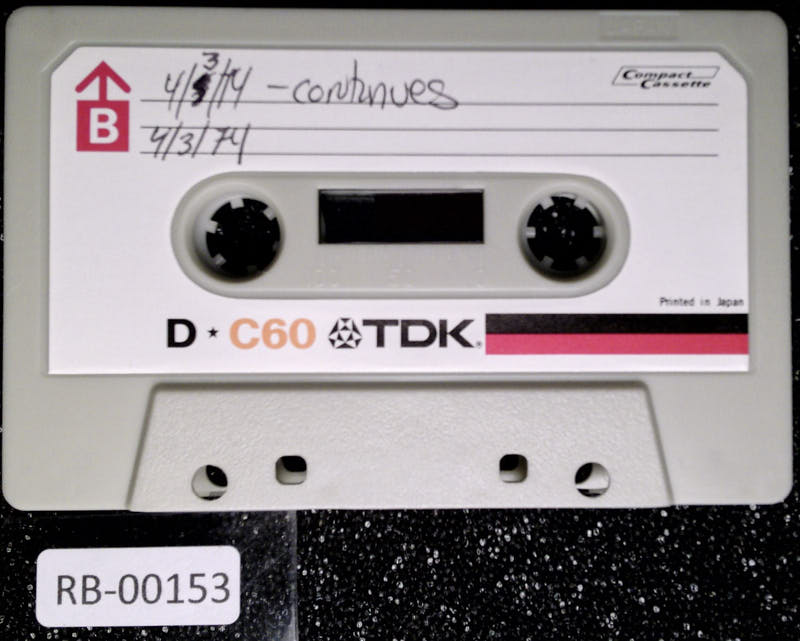 4/3/74 - continues
Compact
Cassette
B
4/3/74
Printed in Japan
D ★ C60 TDK®
RB-00153